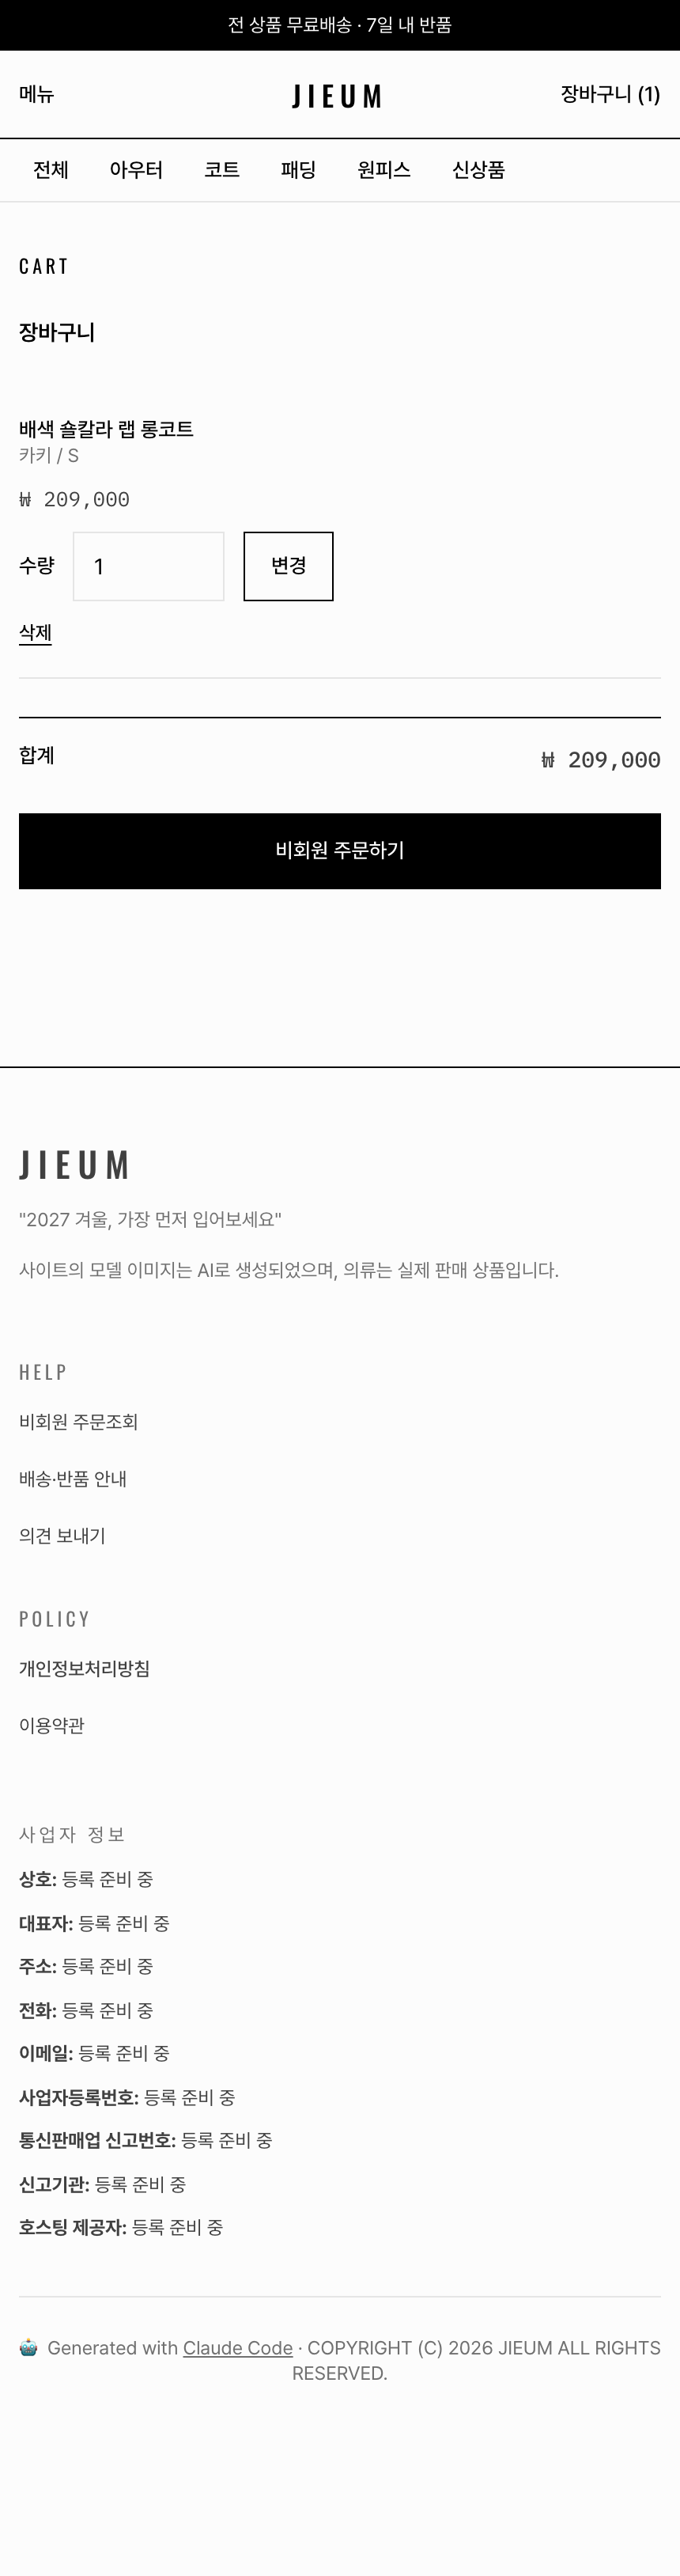 전 상품 무료배송 · 7일 내 반품
메뉴
JIEUM
장바구니 (1)
전체 아우터 코트 패딩 원피스 신상품
CART
장바구니
배색 숄칼라 랩 롱코트
카키 / S
₩ 209,000
수량 1 변경
삭제
합계 ₩ 209,000
비회원 주문하기
JIEUM
"2027 겨울, 가장 먼저 입어보세요"
사이트의 모델 이미지는 AI로 생성되었으며, 의류는 실제 판매 상품입니다.
HELP
비회원 주문조회
배송·반품 안내
의견 보내기
POLICY
개인정보처리방침
이용약관
사업자 정보
상호: 등록 준비 중
대표자: 등록 준비 중
주소: 등록 준비 중
전화: 등록 준비 중
이메일: 등록 준비 중
사업자등록번호: 등록 준비 중
통신판매업 신고번호: 등록 준비 중
신고기관: 등록 준비 중
호스팅 제공자: 등록 준비 중
🤖 Generated with Claude Code · COPYRIGHT (C) 2026 JIEUM ALL RIGHTS
RESERVED.